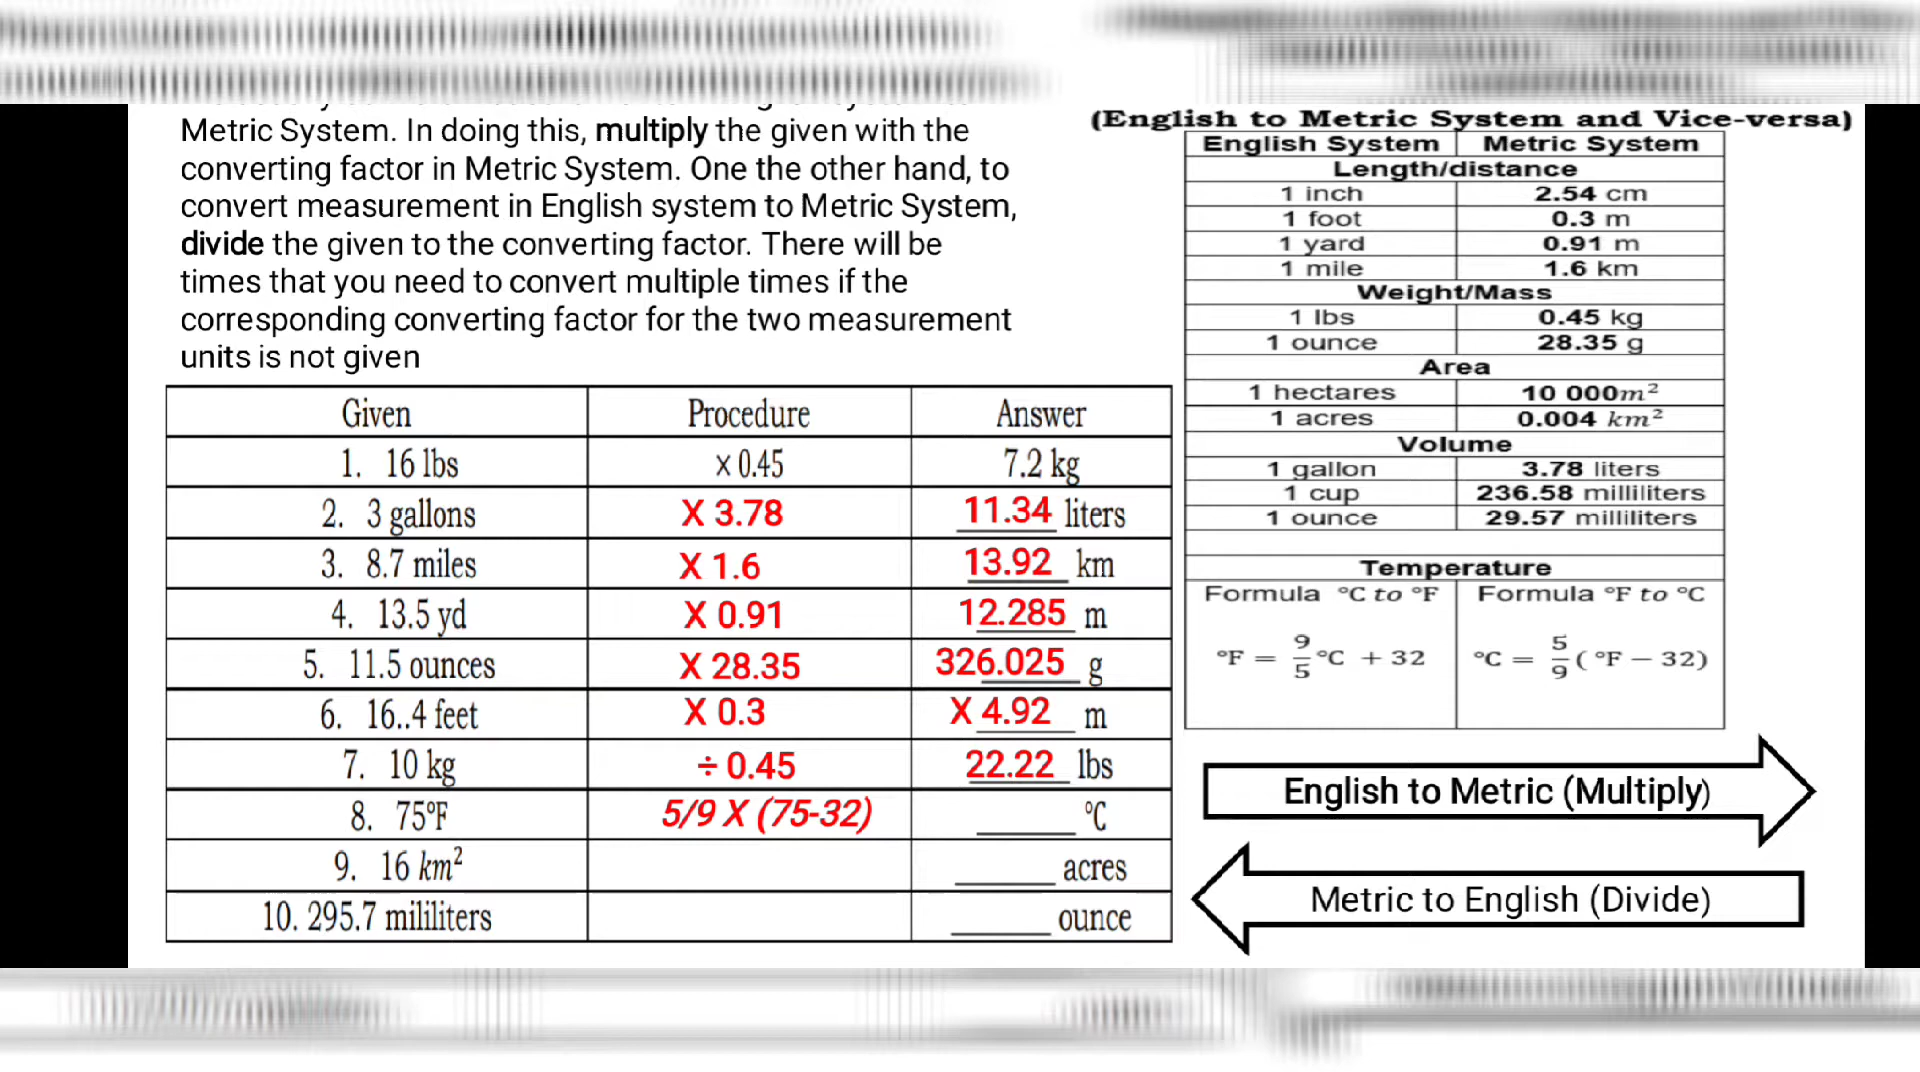 Metric System. In doing this, multiply the given with the
converting factor in Metric System. One the other hand, to
convert measurement in English system to Metric System,
divide the given to the converting factor. There will be
times that you need to convert multiple times if the
corresponding converting factor for the two measurement
units is not given
Given Procedure Answer
1. 16 lbs x 0.45 7.2 kg
2. 3 gallons X 3.78 11.34 liters
3. 8.7 miles X 1.6 13.92 km
4. 13.5 yd X 0.91 12.285 m
5. 11.5 ounces X 28.35 326.025 g
6. 16..4 feet X 0.3 X 4.92 m
7. 10 kg ÷ 0.45 22.22 lbs
8. 75°F 5/9 X (75-32) ______ °C
9. 16 km² ______ acres
10. 295.7 mililiters ______ ounce
(English to Metric System and Vice-versa)
English System Metric System
Length/distance
1 inch 2.54 cm
1 foot 0.3 m
1 yard 0.91 m
1 mile 1.6 km
Weight/Mass
1 lbs 0.45 kg
1 ounce 28.35 g
Area
1 hectares 10 000m²
1 acres 0.004 km²
Volume
1 gallon 3.78 liters
1 cup 236.58 milliliters
1 ounce 29.57 milliliters
Temperature
Formula °C to °F Formula °F to °C
°F = 9/5 °C + 32 °C = 5/9 ( °F – 32)
English to Metric (Multiply)
Metric to English (Divide)